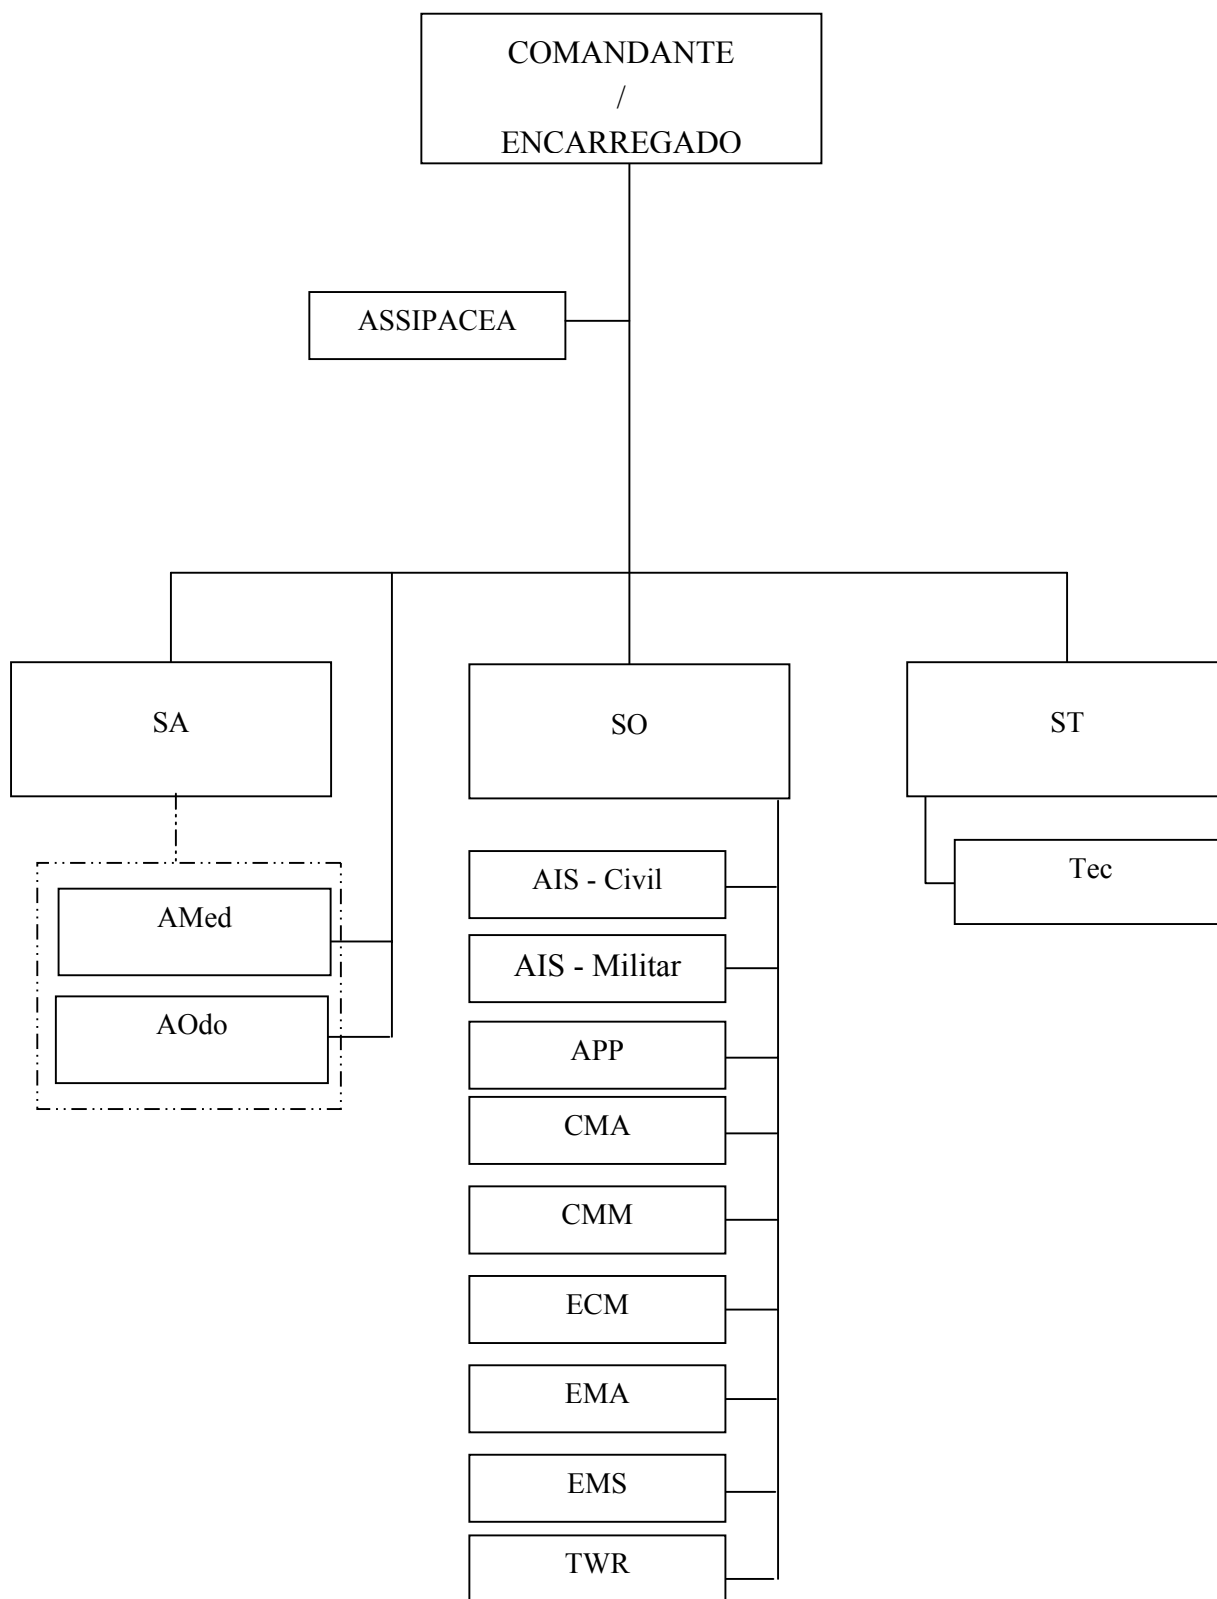 COMANDANTE
/
ENCARREGADO
ASSIPACEA
SA
SO
ST
AMed
AOdo
AIS - Civil
AIS - Militar
APP
CMA
CMM
ECM
EMA
EMS
TWR
Tec